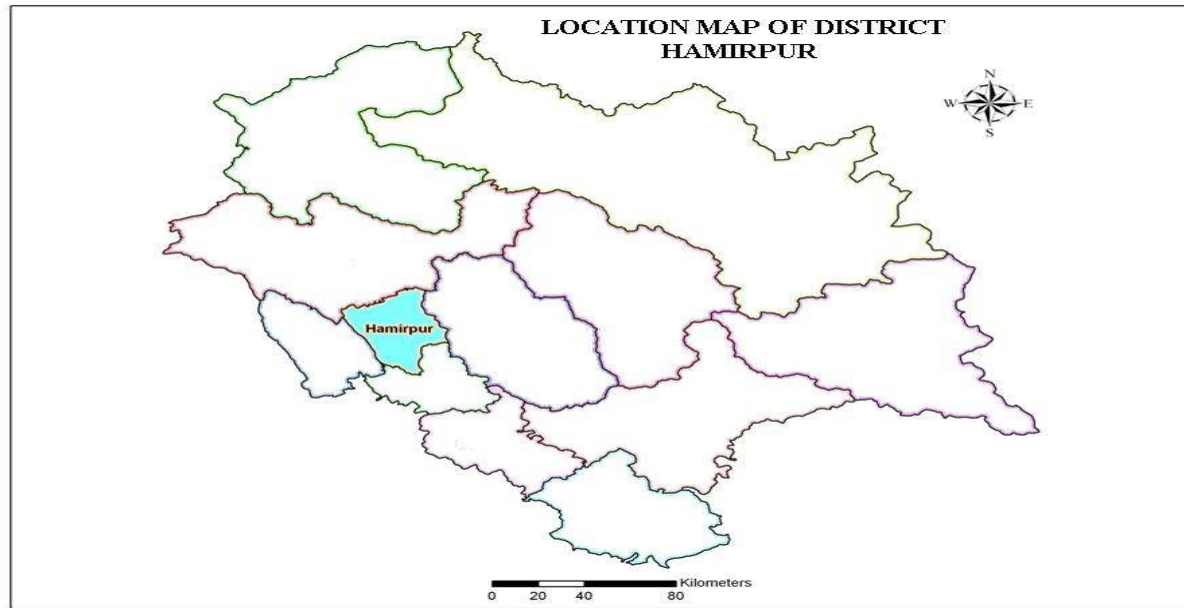 LOCATION MAP OF DISTRICT
HAMIRPUR
N
W E
S
Hamirpur
Kilometers
0 20 40 80